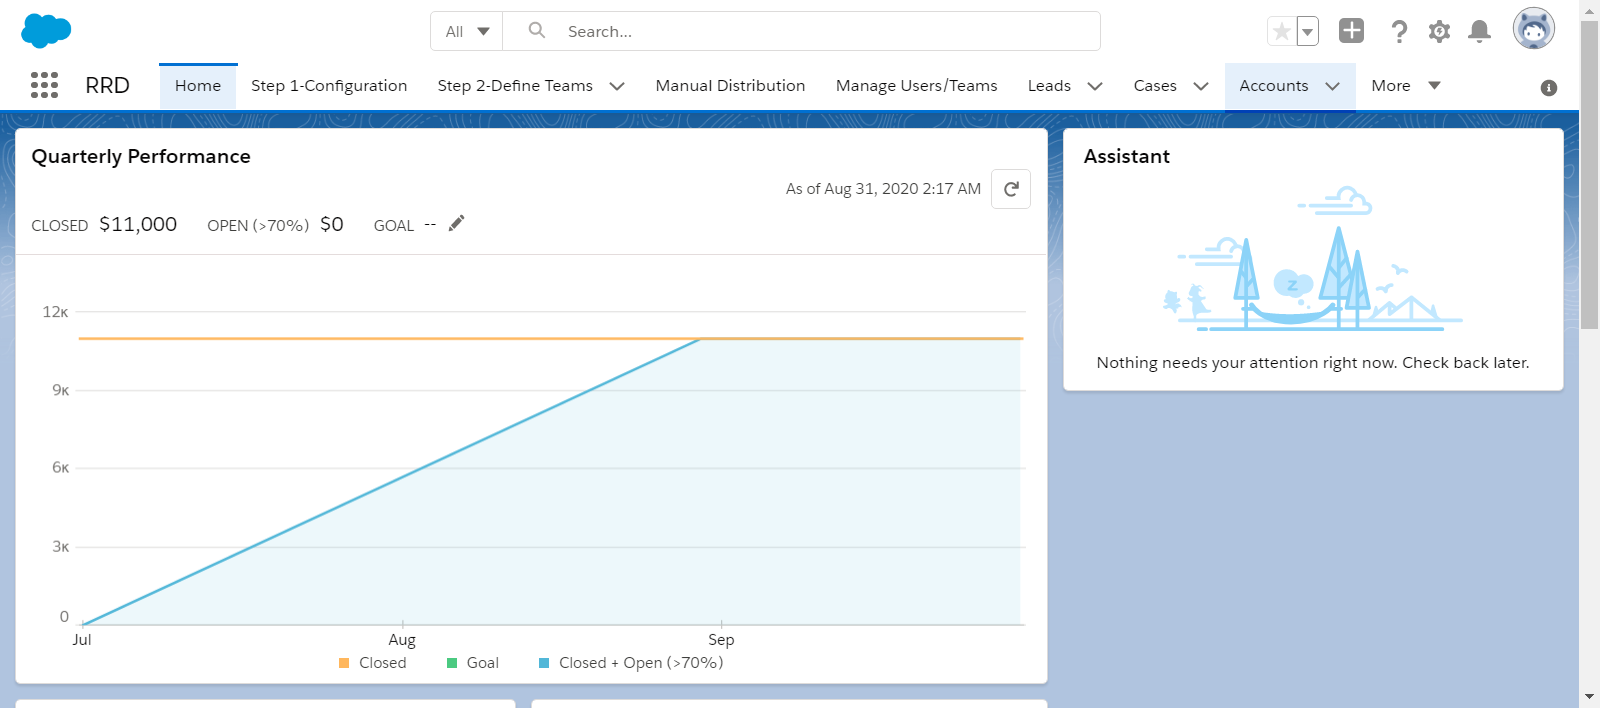 All Search...
RRD Home Step 1-Configuration Step 2-Define Teams Manual Distribution Manage Users/Teams Leads Cases Accounts More
Quarterly Performance
As of Aug 31, 2020 2:17 AM
CLOSED $11,000 OPEN (>70%) $0 GOAL --
12K
9K
6K
3K
0
Jul Aug Sep
Closed Goal Closed + Open (>70%)
Assistant
z
Nothing needs your attention right now. Check back later.